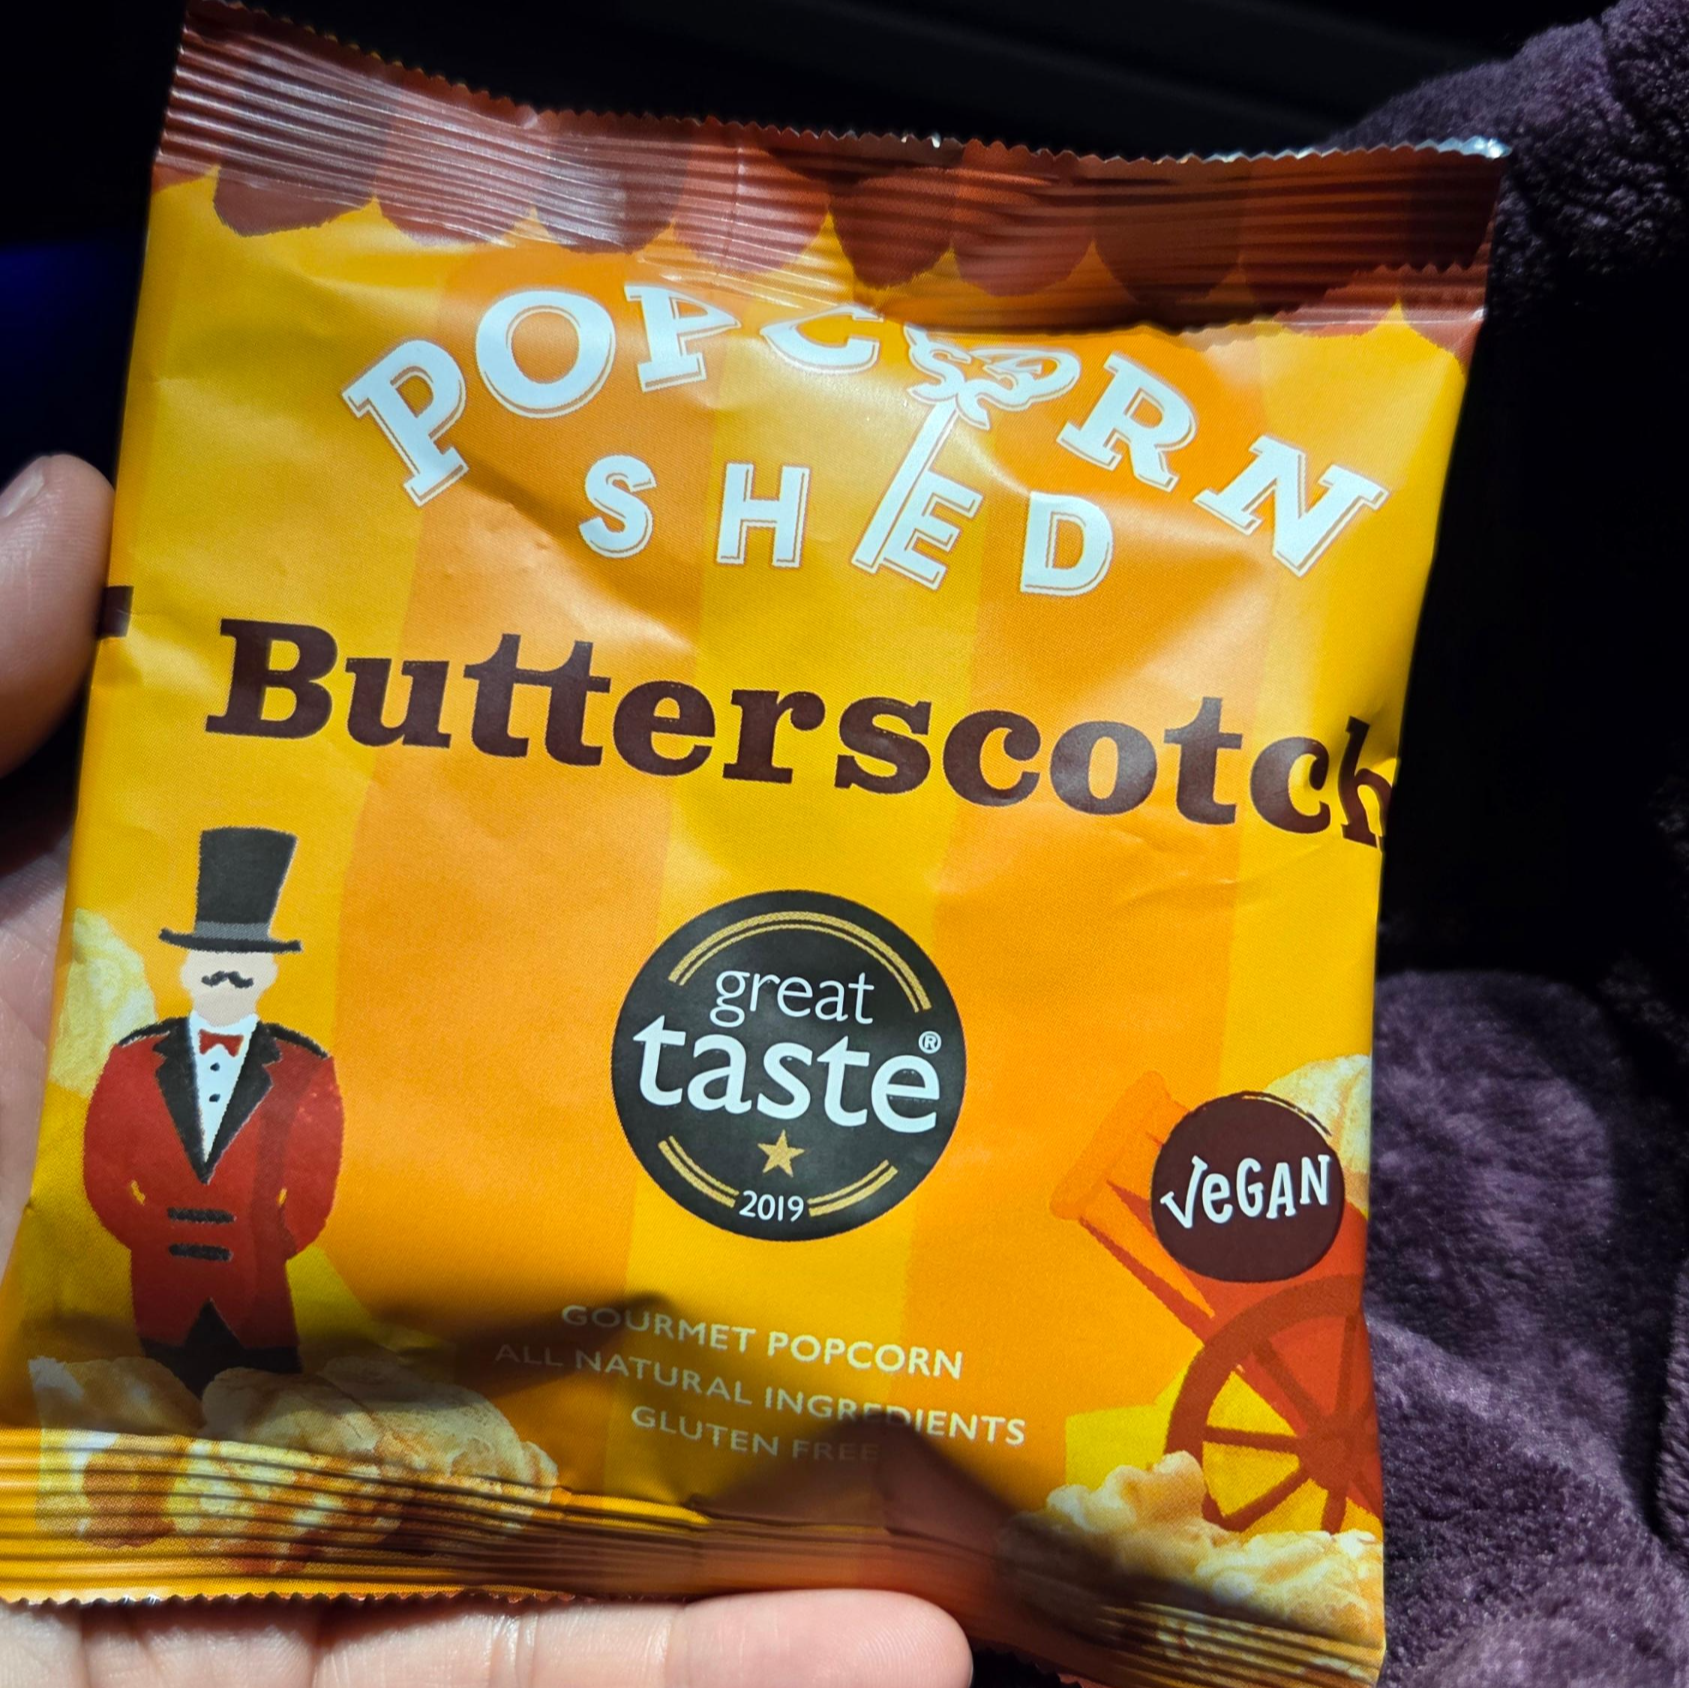 POPCORN
SHED
Butterscotch
great
taste®
2019
VeGAN
GOURMET POPCORN
ALL NATURAL INGREDIENTS
GLUTEN FREE